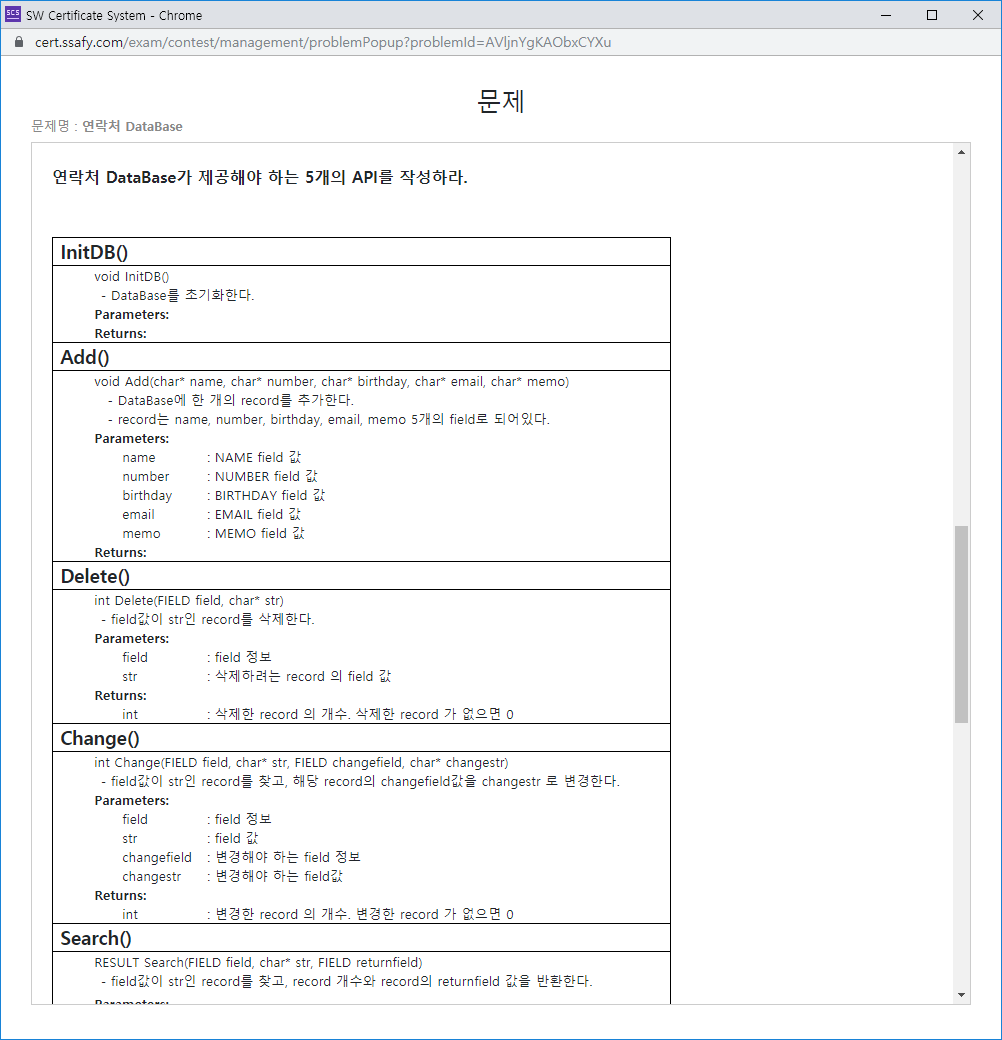 SCS SW Certificate System - Chrome
cert.ssafy.com/exam/contest/management/problemPopup?problemId=AVljnYgKAObxCYXu
문제
문제명 : 연락처 DataBase
연락처 DataBase가 제공해야 하는 5개의 API를 작성하라.
InitDB()
void InitDB()
- DataBase를 초기화한다.
Parameters:
Returns:
Add()
void Add(char* name, char* number, char* birthday, char* email, char* memo)
- DataBase에 한 개의 record를 추가한다.
- record는 name, number, birthday, email, memo 5개의 field로 되어있다.
Parameters:
name : NAME field 값
number : NUMBER field 값
birthday : BIRTHDAY field 값
email : EMAIL field 값
memo : MEMO field 값
Returns:
Delete()
int Delete(FIELD field, char* str)
- field값이 str인 record를 삭제한다.
Parameters:
field : field 정보
str : 삭제하려는 record 의 field 값
Returns:
int : 삭제한 record 의 개수. 삭제한 record 가 없으면 0
Change()
int Change(FIELD field, char* str, FIELD changefield, char* changestr)
- field값이 str인 record를 찾고, 해당 record의 changefield값을 changestr 로 변경한다.
Parameters:
field : field 정보
str : field 값
changefield : 변경해야 하는 field 정보
changestr : 변경해야 하는 field값
Returns:
int : 변경한 record 의 개수. 변경한 record 가 없으면 0
Search()
RESULT Search(FIELD field, char* str, FIELD returnfield)
- field값이 str인 record를 찾고, record 개수와 record의 returnfield 값을 반환한다.
Parameters: